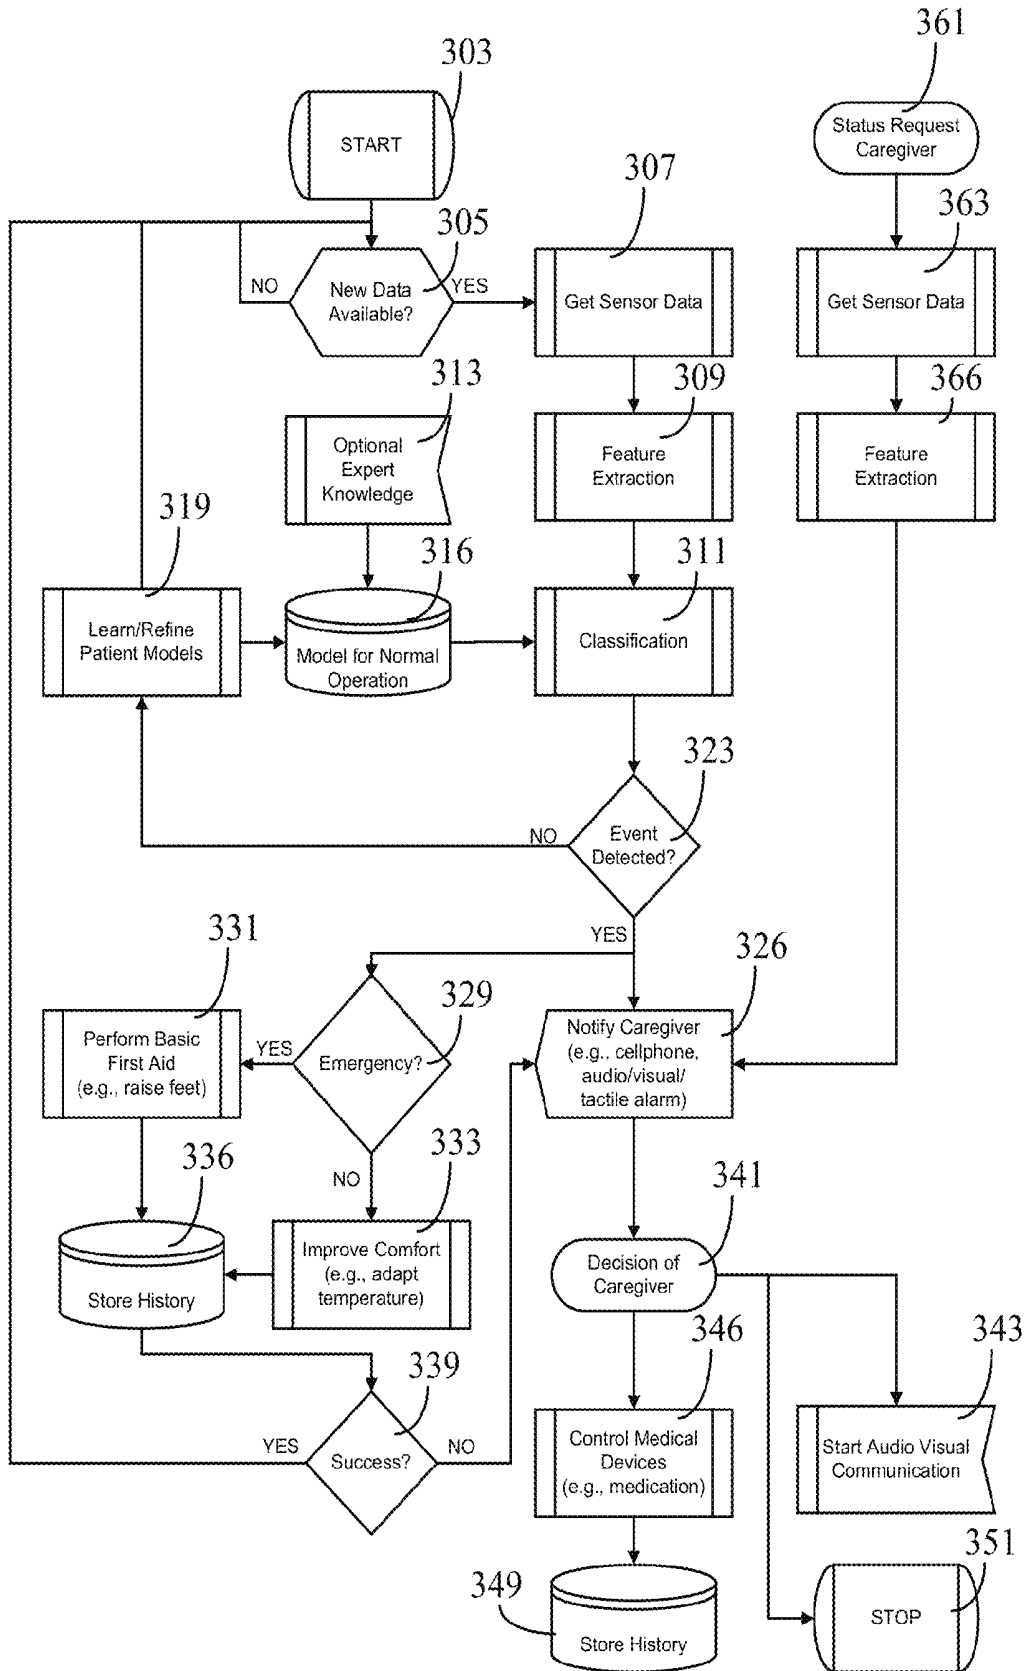 361
303
START
Status Request
Caregiver
307
363
305
NO
New Data
Available?
YES
Get Sensor Data
Get Sensor Data
313
309
366
Optional
Expert
Knowledge
Feature
Extraction
Feature
Extraction
319
316
311
Learn/Refine
Patient Models
Model for Normal
Operation
Classification
323
NO
Event
Detected?
YES
331
326
329
Perform Basic
First Aid
(e.g., raise feet)
YES
Emergency?
Notify Caregiver
(e.g., cellphone,
audio/visual/
tactile alarm)
336
NO
333
341
Store History
Improve Comfort
(e.g., adapt
temperature)
Decision of
Caregiver
339
346
343
YES
Success?
NO
Control Medical
Devices
(e.g., medication)
Start Audio Visual
Communication
351
349
Store History
STOP